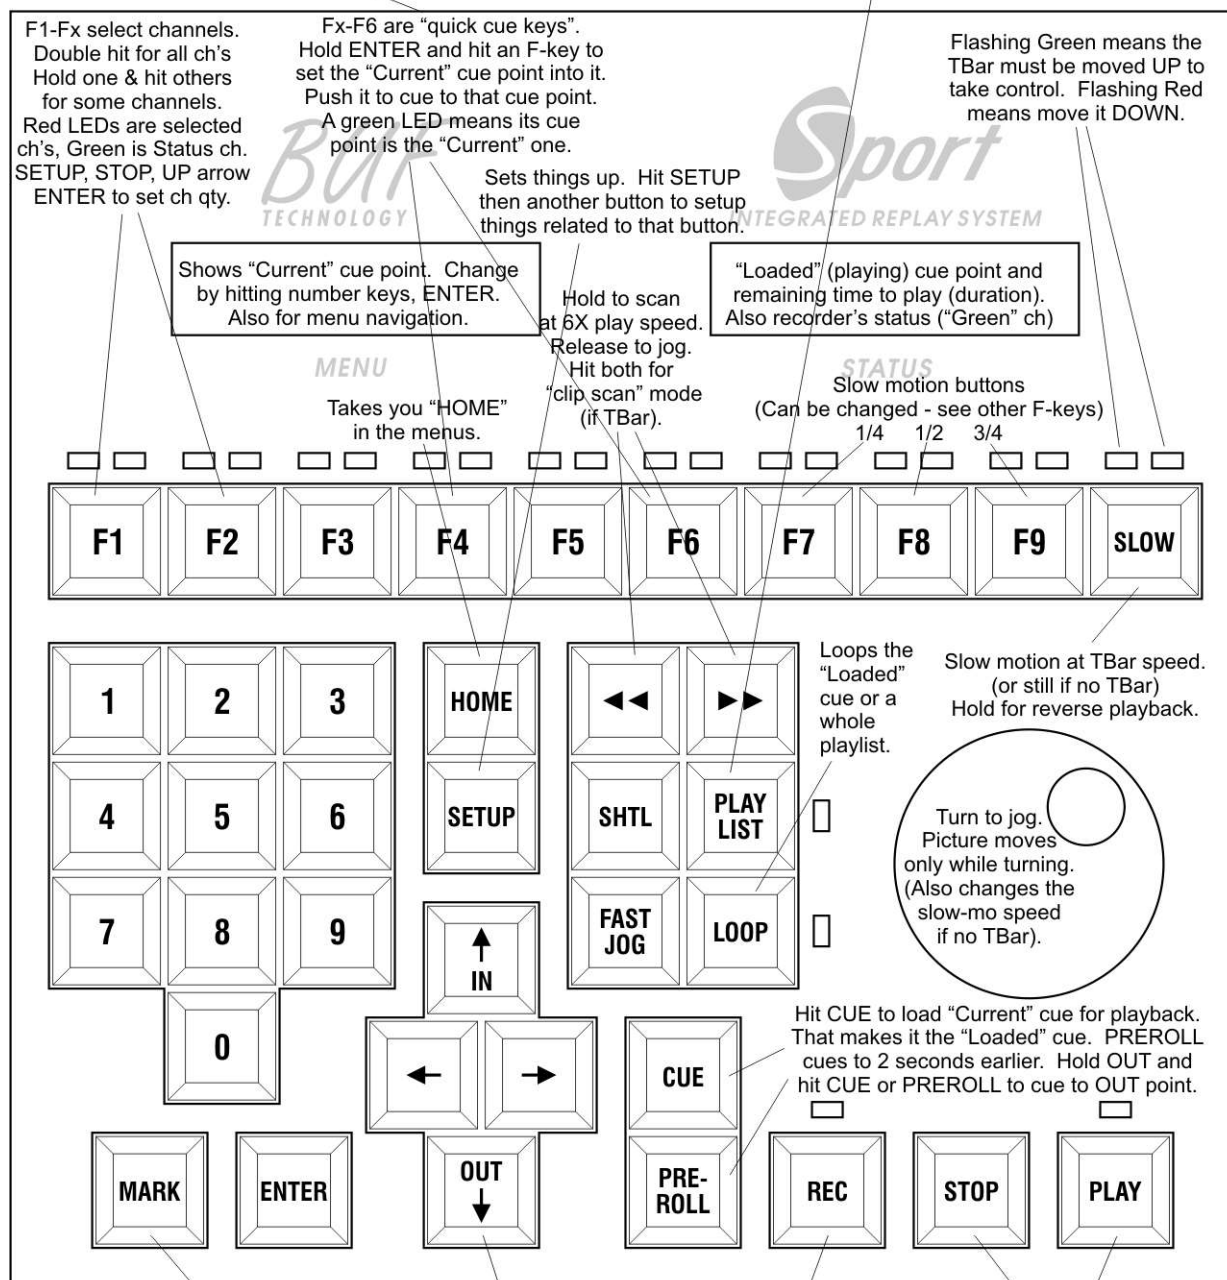 F1-Fx select channels.
Double hit for all ch's
Hold one & hit others
for some channels.
Red LEDs are selected
ch's, Green is Status ch.
SETUP, STOP, UP arrow
ENTER to set ch qty.
Fx-F6 are “quick cue keys”.
Hold ENTER and hit an F-key to
set the “Current” cue point into it.
Push it to cue to that cue point.
A green LED means its cue
point is the “Current” one.
Flashing Green means the
TBar must be moved UP to
take control. Flashing Red
means move it DOWN.
BUF
TECHNOLOGY
Sport
INTEGRATED REPLAY SYSTEM
Sets things up. Hit SETUP
then another button to setup
things related to that button.
Shows “Current” cue point. Change
by hitting number keys, ENTER.
Also for menu navigation.
“Loaded” (playing) cue point and
remaining time to play (duration).
Also recorder's status (“Green” ch)
Hold to scan
at 6X play speed.
Release to jog.
Hit both for
“clip scan” mode
(if TBar).
MENU
STATUS
Takes you “HOME”
in the menus.
Slow motion buttons
(Can be changed - see other F-keys)
1/4 1/2 3/4
F1 F2 F3 F4 F5 F6 F7 F8 F9 SLOW
Loops the
“Loaded”
cue or a
whole
playlist.
Slow motion at TBar speed.
(or still if no TBar)
Hold for reverse playback.
1 2 3 HOME ◄◄ ►►
4 5 6 SETUP SHTL PLAY LIST
7 8 9 FAST JOG LOOP
Turn to jog.
Picture moves
only while turning.
(Also changes the
slow-mo speed
if no TBar).
↑
IN
0
← →
CUE
Hit CUE to load “Current” cue for playback.
That makes it the “Loaded” cue. PREROLL
cues to 2 seconds earlier. Hold OUT and
hit CUE or PREROLL to cue to OUT point.
MARK ENTER
OUT
↓
PRE-
ROLL
REC STOP PLAY